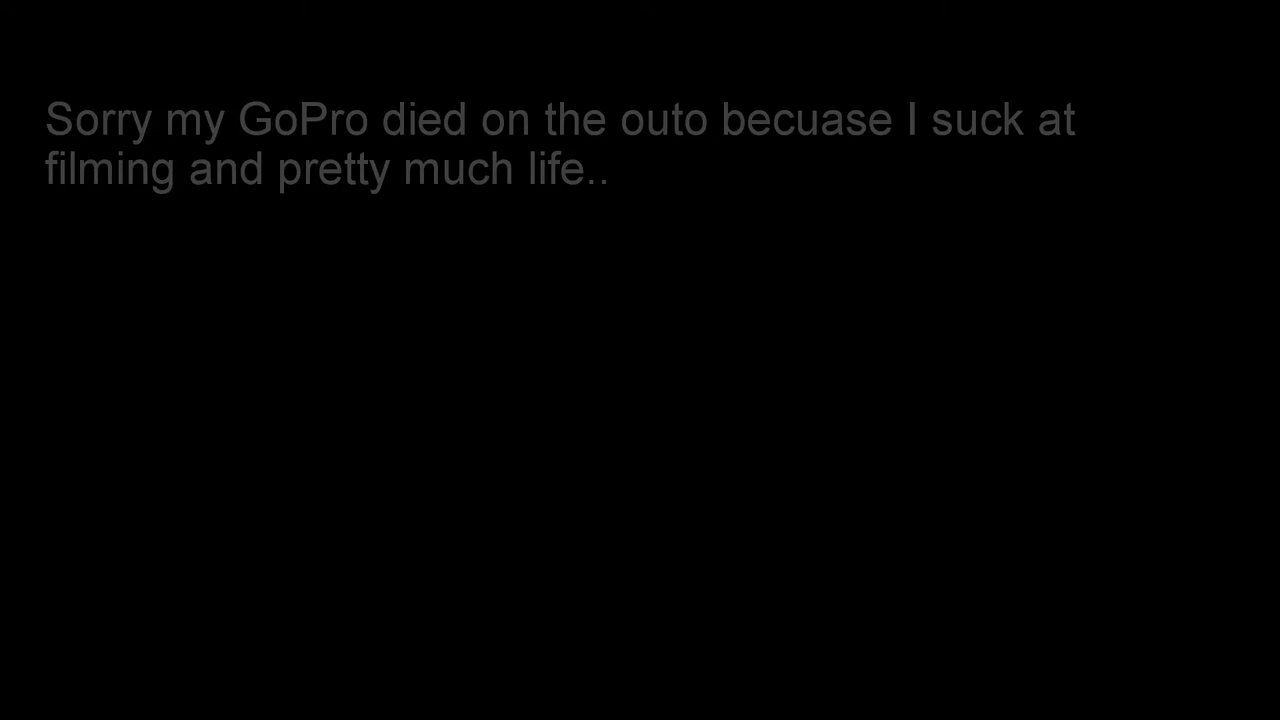 Sorry my GoPro died on the outo becuase I suck at
filming and pretty much life..